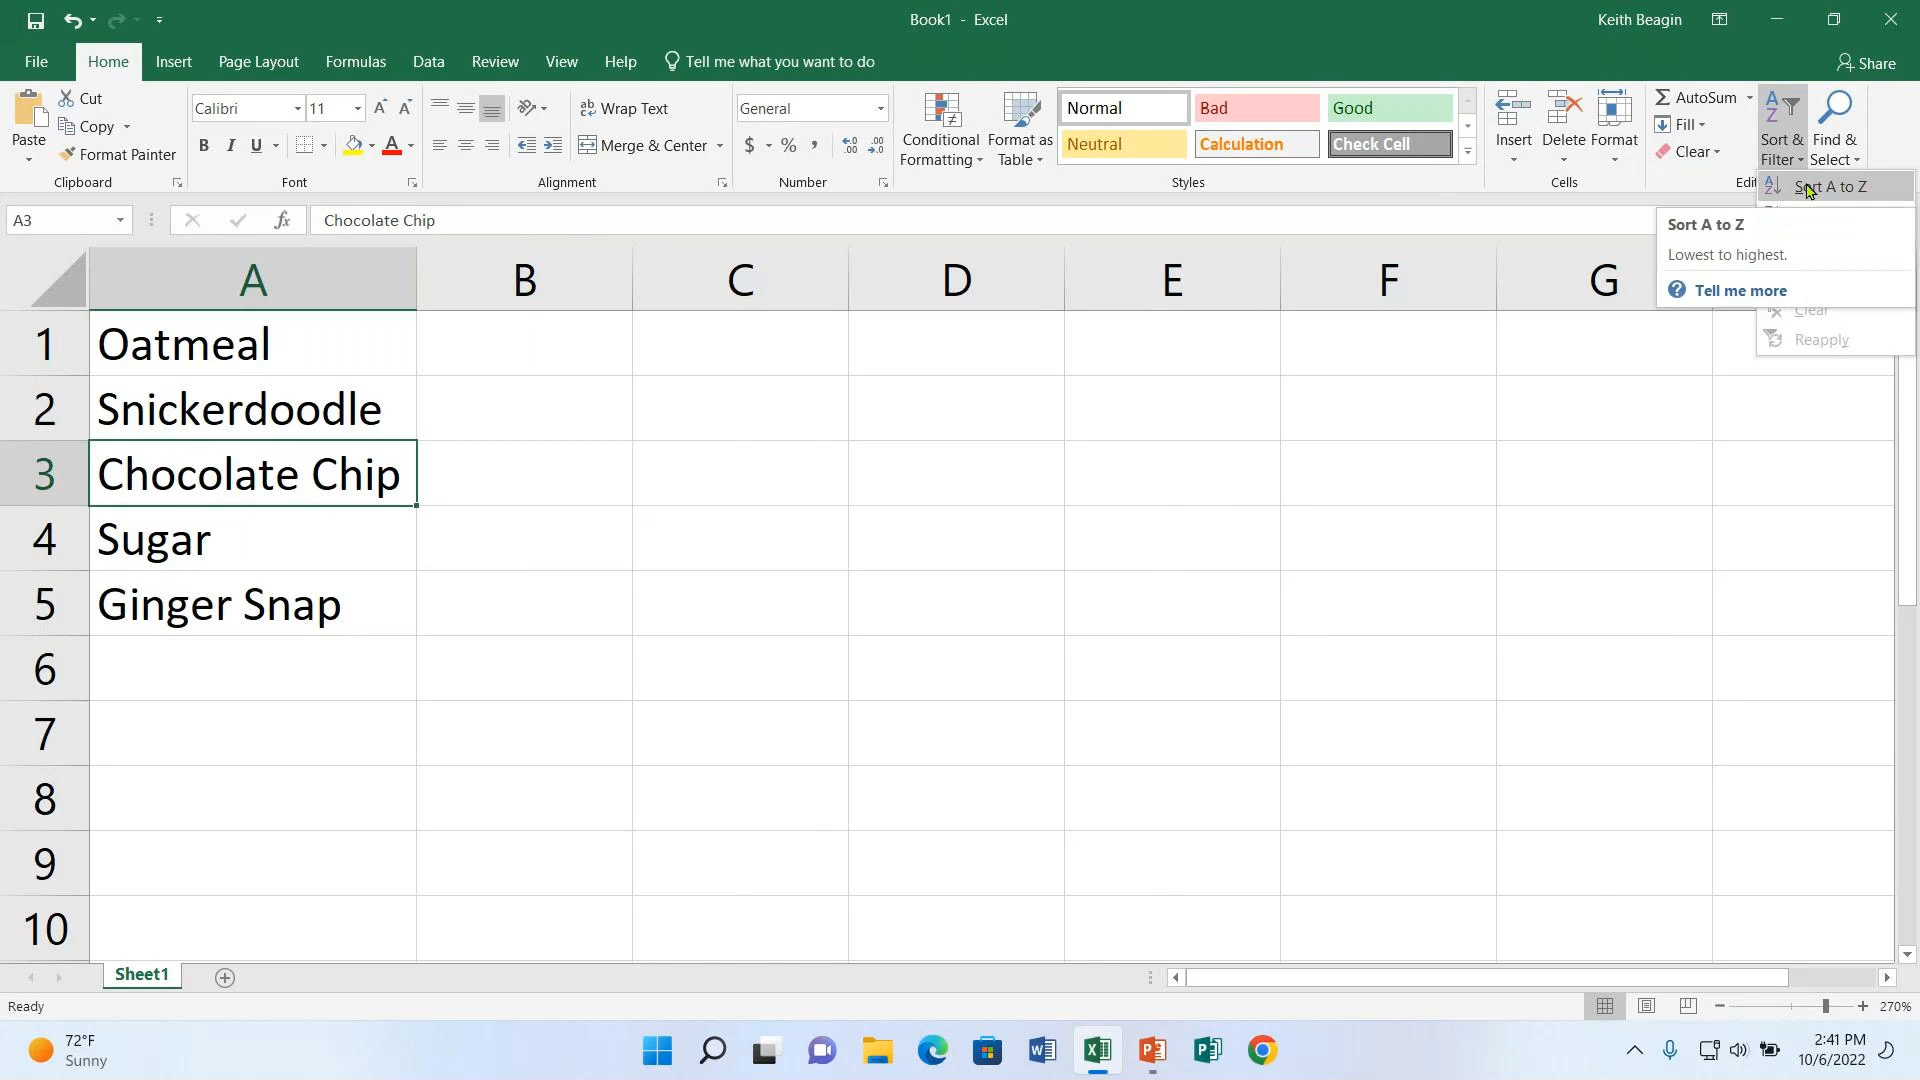 Book1 - Excel
Keith Beagin
File Home Insert Page Layout Formulas Data Review View Help Tell me what you want to do Share
Paste
Cut
Copy
Format Painter
Clipboard
Calibri 11
B I U A
Font
Wrap Text
Merge & Center
Alignment
General
$ % ,
Number
Conditional Formatting
Format as Table
Normal Bad Good
Neutral Calculation Check Cell
Styles
Insert Delete Format
Cells
AutoSum
Fill
Clear
Sort & Filter
Find & Select
Sort A to Z
A3 fx Chocolate Chip
Sort A to Z
Lowest to highest.
Tell me more
Clear
Reapply
A B C D E F G
1 Oatmeal
2 Snickerdoodle
3 Chocolate Chip
4 Sugar
5 Ginger Snap
6
7
8
9
10
Sheet1
Ready
270%
72°F
Sunny
2:41 PM
10/6/2022